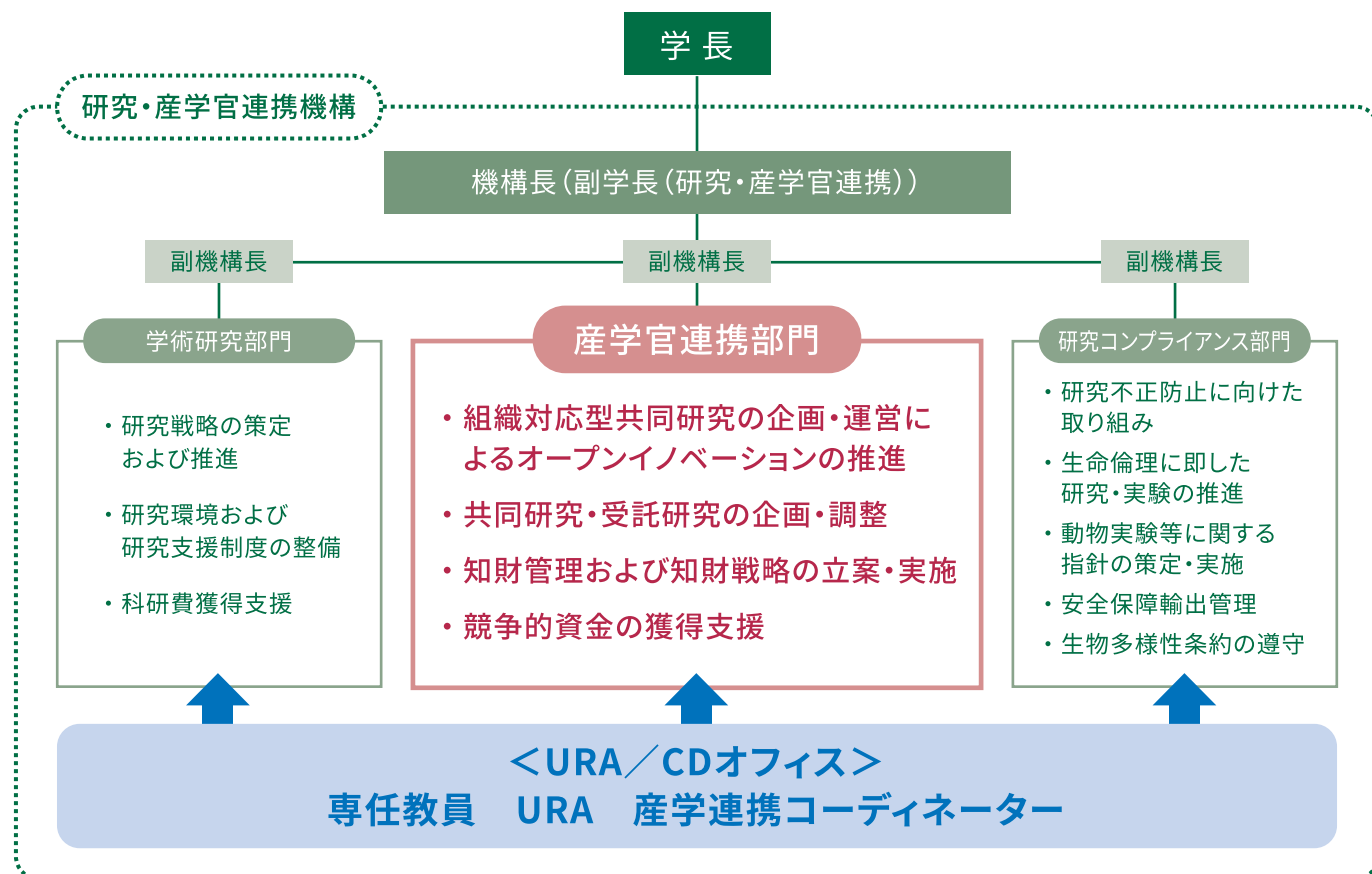 学長
研究・産学官連携機構
機構長(副学長(研究・産学官連携))
副機構長
副機構長
副機構長
学術研究部門
・研究戦略の策定
および推進
・研究環境および
研究支援制度の整備
・科研費獲得支援
産学官連携部門
・組織対応型共同研究の企画・運営に
よるオープンイノベーションの推進
・共同研究・受託研究の企画・調整
・知財管理および知財戦略の立案・実施
・競争的資金の獲得支援
研究コンプライアンス部門
・研究不正防止に向けた
取り組み
・生命倫理に即した
研究・実験の推進
・動物実験等に関する
指針の策定・実施
・安全保障輸出管理
・生物多様性条約の遵守
<URA/CDオフィス>
専任教員 URA 産学連携コーディネーター